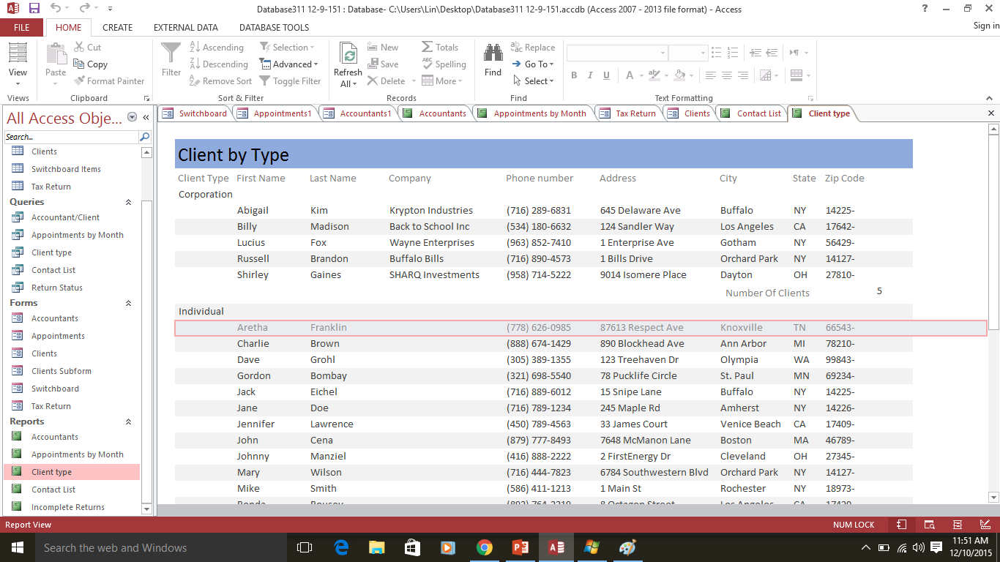 Database311 12-9-151 : Database- C:\Users\Lin\Desktop\Database311 12-9-151.accdb (Access 2007 - 2013 file format) - Access
FILE HOME CREATE EXTERNAL DATA DATABASE TOOLS Sign in
View
Views
Paste
Cut
Copy
Format Painter
Clipboard
Filter
Ascending
Descending
Remove Sort
Selection
Advanced
Toggle Filter
Sort & Filter
Refresh All
New
Save
Delete
Totals
Spelling
More
Records
Find
Replace
Go To
Select
Find
B I U
Text Formatting
All Access Obje...
Search...
Clients
Switchboard Items
Tax Return
Queries
Accountant/Client
Appointments by Month
Client type
Contact List
Return Status
Forms
Accountants
Appointments
Clients
Clients Subform
Switchboard
Tax Return
Reports
Accountants
Appointments by Month
Client type
Contact List
Incomplete Returns
Switchboard Appointments1 Accountants1 Accountants Appointments by Month Tax Return Clients Contact List Client type
Client by Type
Client Type First Name Last Name Company Phone number Address City State Zip Code
Corporation
Abigail Kim Krypton Industries (716) 289-6831 645 Delaware Ave Buffalo NY 14225-
Billy Madison Back to School Inc (534) 180-6632 124 Sandler Way Los Angeles CA 17642-
Lucius Fox Wayne Enterprises (963) 852-7410 1 Enterprise Ave Gotham NY 56429-
Russell Brandon Buffalo Bills (716) 890-4573 1 Bills Drive Orchard Park NY 14127-
Shirley Gaines SHARQ Investments (958) 714-5222 9014 Isomere Place Dayton OH 27810-
Number Of Clients 5
Individual
Aretha Franklin (778) 626-0985 87613 Respect Ave Knoxville TN 66543-
Charlie Brown (888) 674-1429 890 Blockhead Ave Ann Arbor MI 78210-
Dave Grohl (305) 389-1355 123 Treehaven Dr Olympia WA 99843-
Gordon Bombay (321) 698-5540 78 Pucklife Circle St. Paul MN 69234-
Jack Eichel (716) 889-6012 15 Snipe Lane Buffalo NY 14225-
Jane Doe (716) 789-1234 245 Maple Rd Amherst NY 14226-
Jennifer Lawrence (450) 789-4563 33 James Court Venice Beach CA 17409-
John Cena (879) 777-8493 7648 McManon Lane Boston MA 46789-
Johnny Manziel (416) 888-2222 2 FirstEnergy Dr Cleveland OH 27345-
Mary Wilson (716) 444-7823 6784 Southwestern Blvd Orchard Park NY 14127-
Mike Smith (586) 411-1213 1 Main St Rochester NY 18973-
Report View NUM LOCK
Search the web and Windows
11:51 AM
12/10/2015